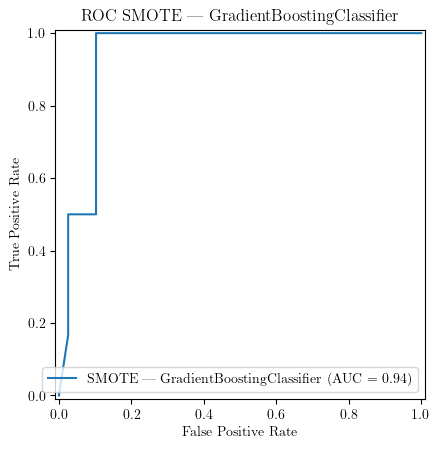 ROC SMOTE — GradientBoostingClassifier
1.0
0.8
0.6
0.4
0.2
0.0
True Positive Rate
SMOTE — GradientBoostingClassifier (AUC = 0.94)
0.0 0.2 0.4 0.6 0.8 1.0
False Positive Rate